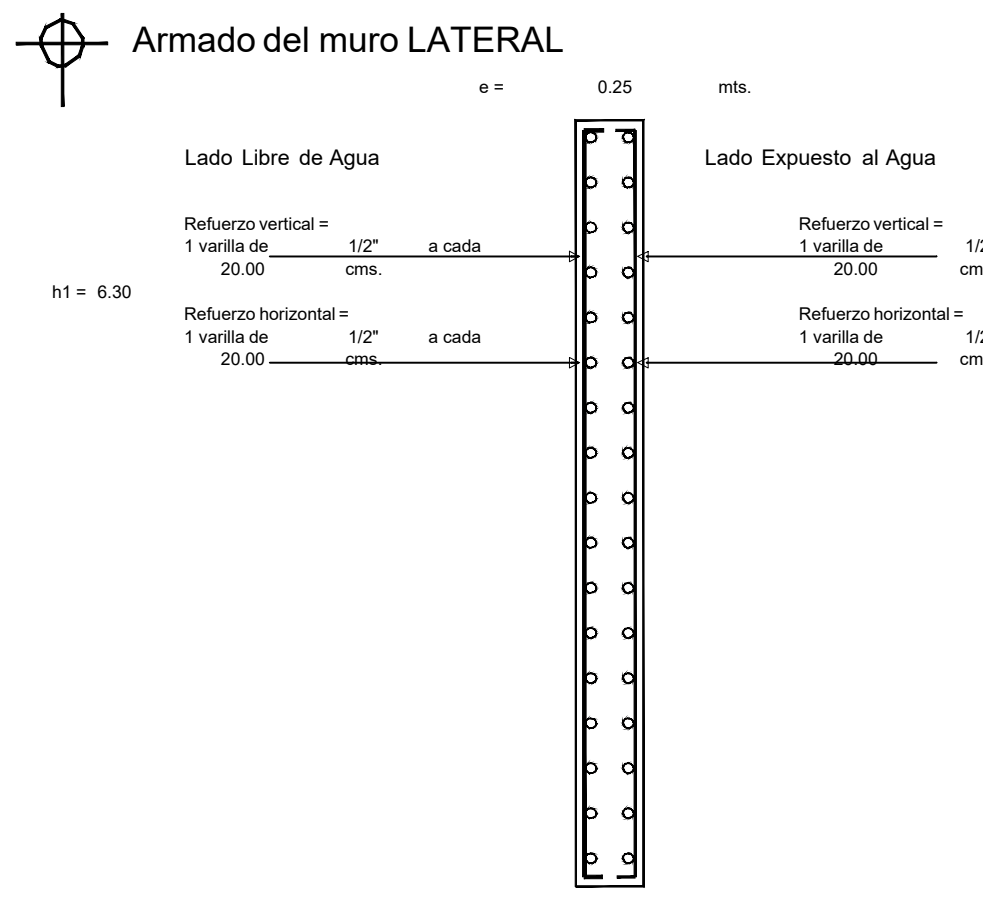 Armado del muro LATERAL
e = 0.25 mts.
Lado Libre de Agua
Lado Expuesto al Agua
Refuerzo vertical =
1 varilla de 1/2" a cada
20.00 cms.
h1 = 6.30
Refuerzo horizontal =
1 varilla de 1/2" a cada
20.00 cms.
Refuerzo vertical =
1 varilla de
20.00
Refuerzo horizontal =
1 varilla de
20.00